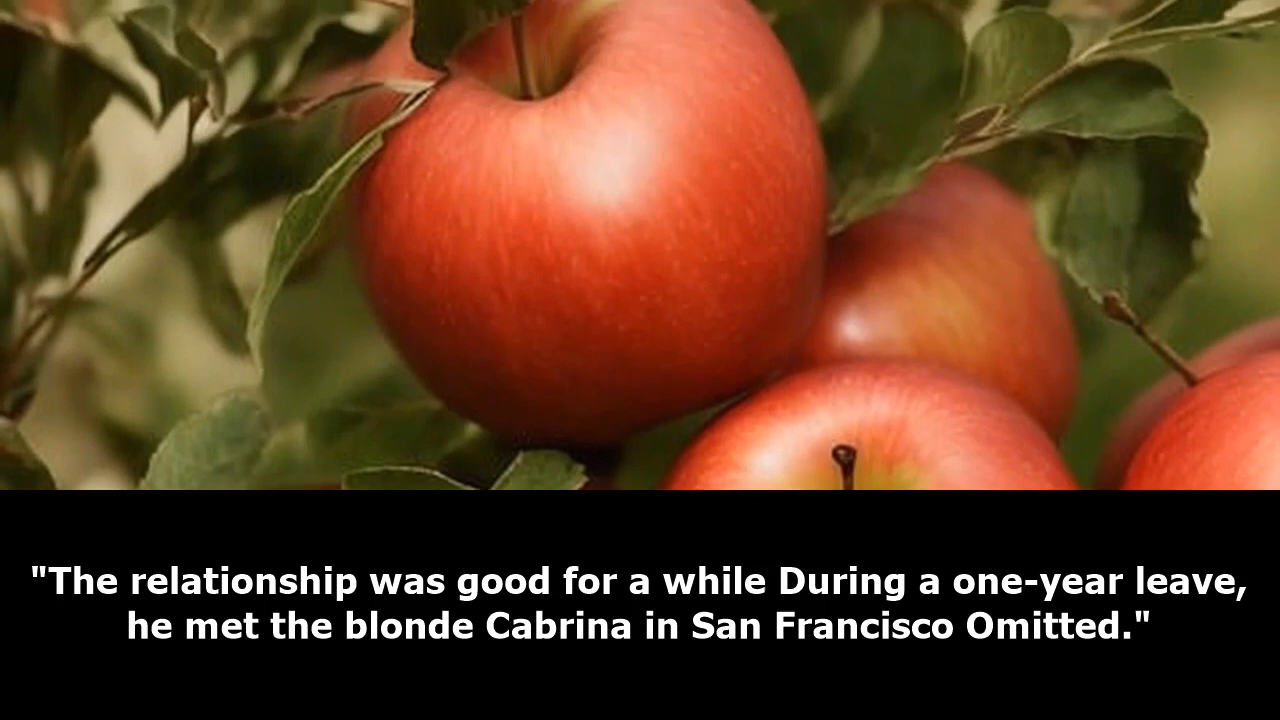 "The relationship was good for a while During a one-year leave,
he met the blonde Cabrina in San Francisco Omitted."